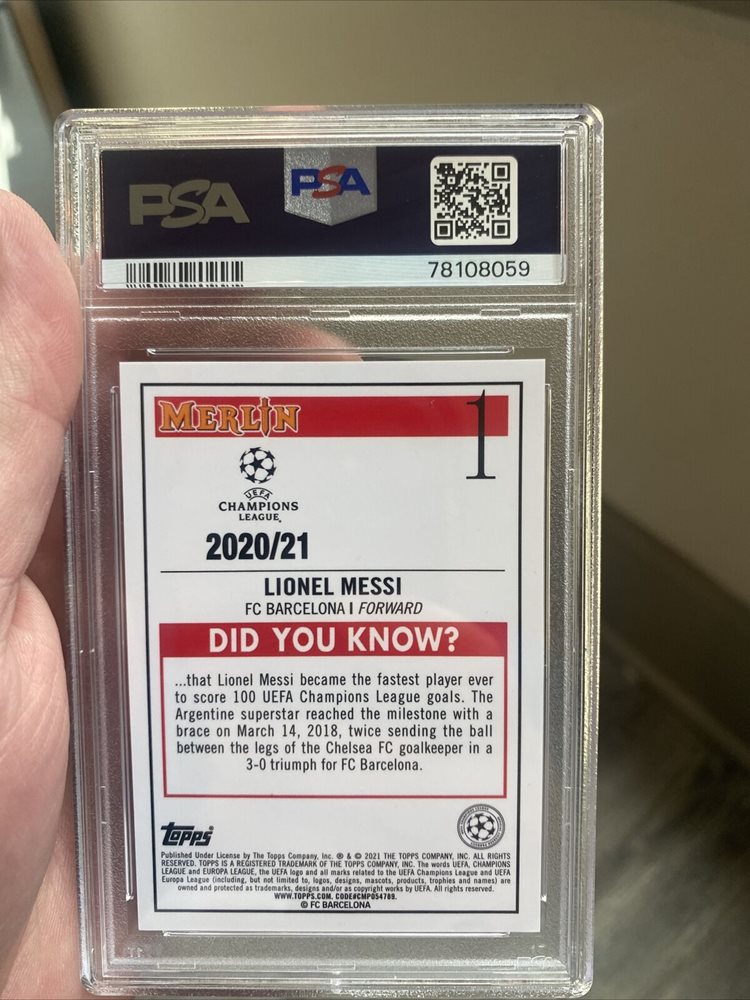 PSA
PSA
78108059
MERLIN
1
UEFA
CHAMPIONS
LEAGUE
2020/21
LIONEL MESSI
FC BARCELONA | FORWARD
DID YOU KNOW?
...that Lionel Messi became the fastest player ever
to score 100 UEFA Champions League goals. The
Argentine superstar reached the milestone with a
brace on March 14, 2018, twice sending the ball
between the legs of the Chelsea FC goalkeeper in a
3-0 triumph for FC Barcelona.
topps
Published Under License by The Topps Company, Inc. ® & © 2021 THE TOPPS COMPANY, INC. ALL RIGHTS
RESERVED. TOPPS IS A REGISTERED TRADEMARK OF THE TOPPS COMPANY, INC. The words UEFA, CHAMPIONS
LEAGUE and EUROPA LEAGUE, the UEFA logo and all marks related to the UEFA Champions League and UEFA
Europa League (including, but not limited to, logos, designs, mascots, products, trophies and names) are
owned and protected as trademarks, designs and/or as copyright works by UEFA. All rights reserved.
WWW.TOPPS.COM. CODE#CMP054789.
© FC BARCELONA